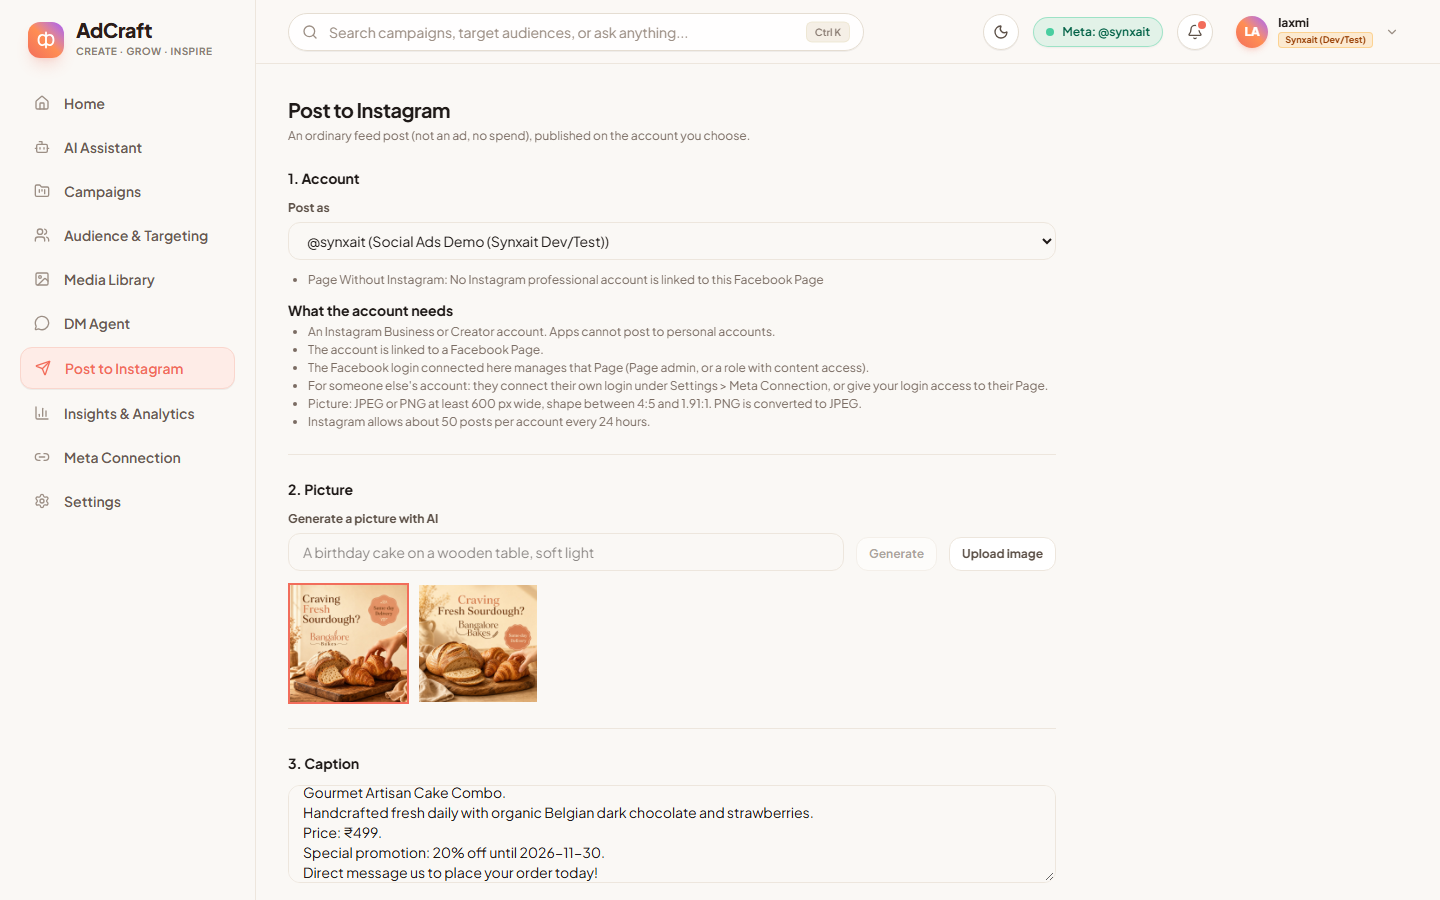 AdCraft
CREATE · GROW · INSPIRE
Search campaigns, target audiences, or ask anything...
Ctrl K
Meta: @synxait
LA
laxmi
Synxait (Dev/Test)
Home
AI Assistant
Campaigns
Audience & Targeting
Media Library
DM Agent
Post to Instagram
Insights & Analytics
Meta Connection
Settings
Post to Instagram
An ordinary feed post (not an ad, no spend), published on the account you choose.
1. Account
Post as
@synxait (Social Ads Demo (Synxait Dev/Test))
• Page Without Instagram: No Instagram professional account is linked to this Facebook Page
What the account needs
• An Instagram Business or Creator account. Apps cannot post to personal accounts.
• The account is linked to a Facebook Page.
• The Facebook login connected here manages that Page (Page admin, or a role with content access).
• For someone else's account: they connect their own login under Settings > Meta Connection, or give your login access to their Page.
• Picture: JPEG or PNG at least 600 px wide, shape between 4:5 and 1.91:1. PNG is converted to JPEG.
• Instagram allows about 50 posts per account every 24 hours.
2. Picture
Generate a picture with AI
A birthday cake on a wooden table, soft light
Generate
Upload image
Craving
Fresh
Sourdough?
Bangalore
Bakes
Craving
Fresh Sourdough?
Bangalore
Bakes
3. Caption
Gourmet Artisan Cake Combo.
Handcrafted fresh daily with organic Belgian dark chocolate and strawberries.
Price: ₹499.
Special promotion: 20% off until 2026-11-30.
Direct message us to place your order today!